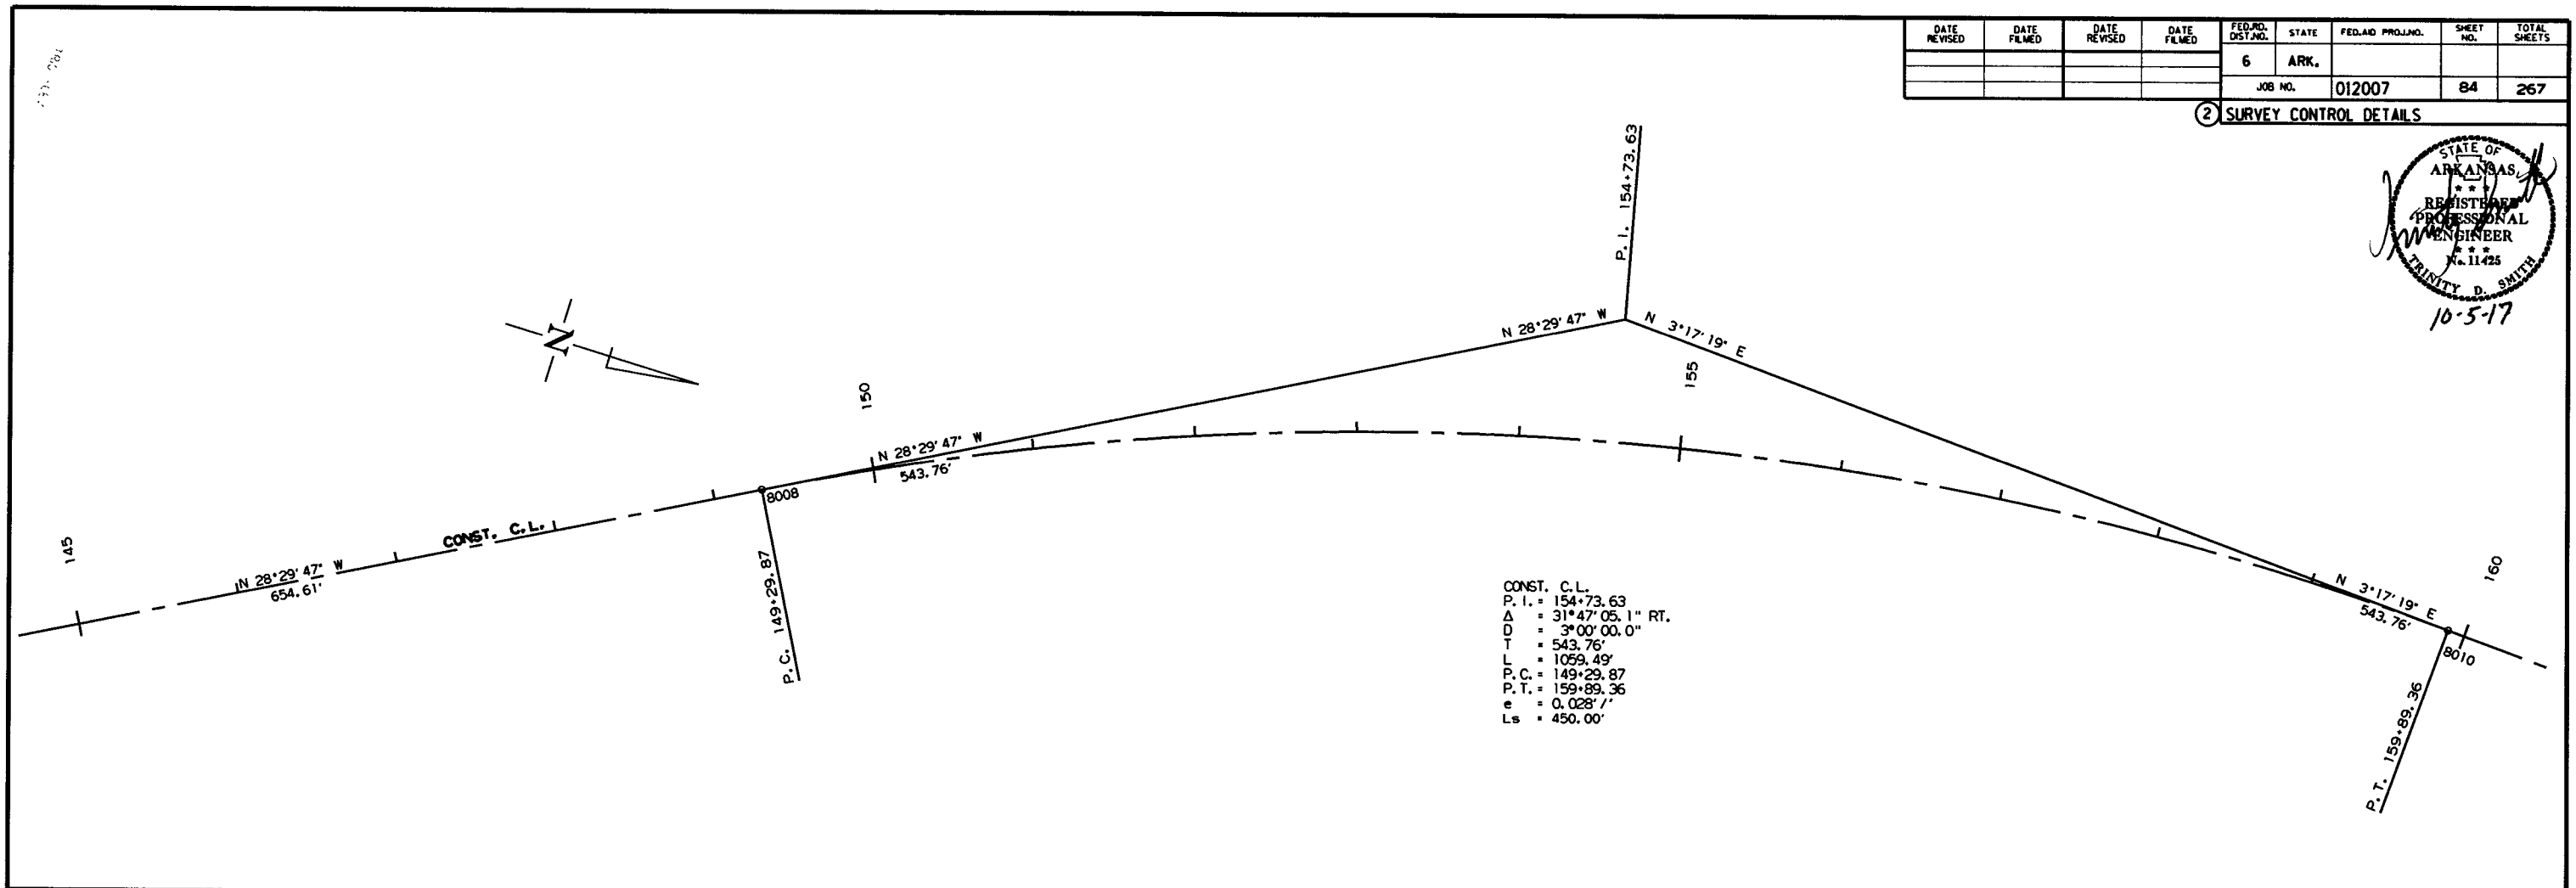 DATE REVISED
DATE FILMED
DATE REVISED
DATE FILMED
FED.RD. DIST.NO.
STATE
FED.AID PROJ.NO.
SHEET NO.
TOTAL SHEETS
6
ARK.
JOB NO.
012007
84
267
2 SURVEY CONTROL DETAILS
STATE OF
ARKANSAS
* * *
REGISTERED
PROFESSIONAL
ENGINEER
* * *
No. 11425
TRINITY D. SMITH
10-5-17
P. I. 154+73.63
N
N 28°29'47" W
N 3°17'19" E
150
155
N 28°29'47" W
543.76'
8008
CONST. C.L.
145
N 28°29'47" W
654.61'
P.C. 149+29.87
160
N 3°17'19" E
543.76'
8010
P.T. 159+89.36
CONST. C.L.
P. I. = 154+73.63
Δ = 31°47'05.1" RT.
D = 3°00'00.0"
T = 543.76'
L = 1059.49'
P.C. = 149+29.87
P.T. = 159+89.36
e = 0.028'/'
Ls = 450.00'